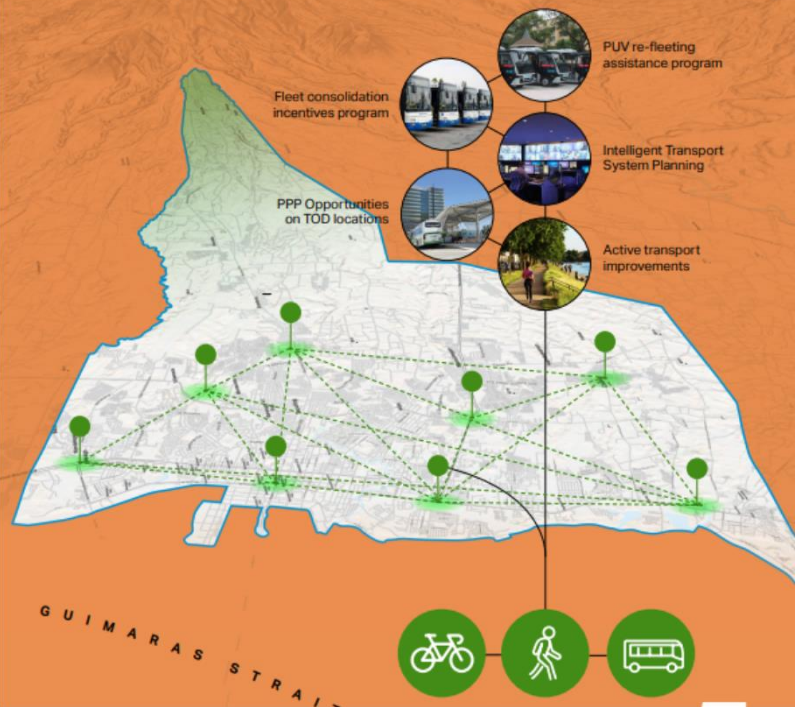 PUV re-fleeting
assistance program
Fleet consolidation
incentives program
Intelligent Transport
System Planning
PPP Opportunities
on TOD locations
Active transport
improvements
GUIMARAS STRAIT